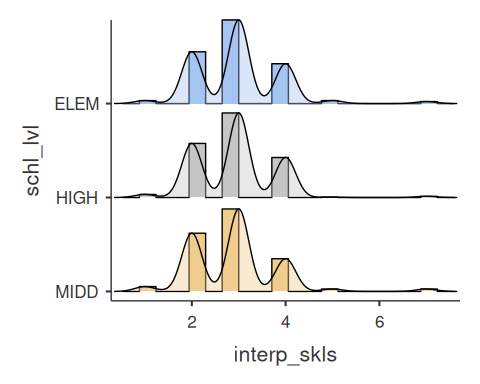 schl_lvl
ELEM
HIGH
MIDD
2 4 6
interp_skls